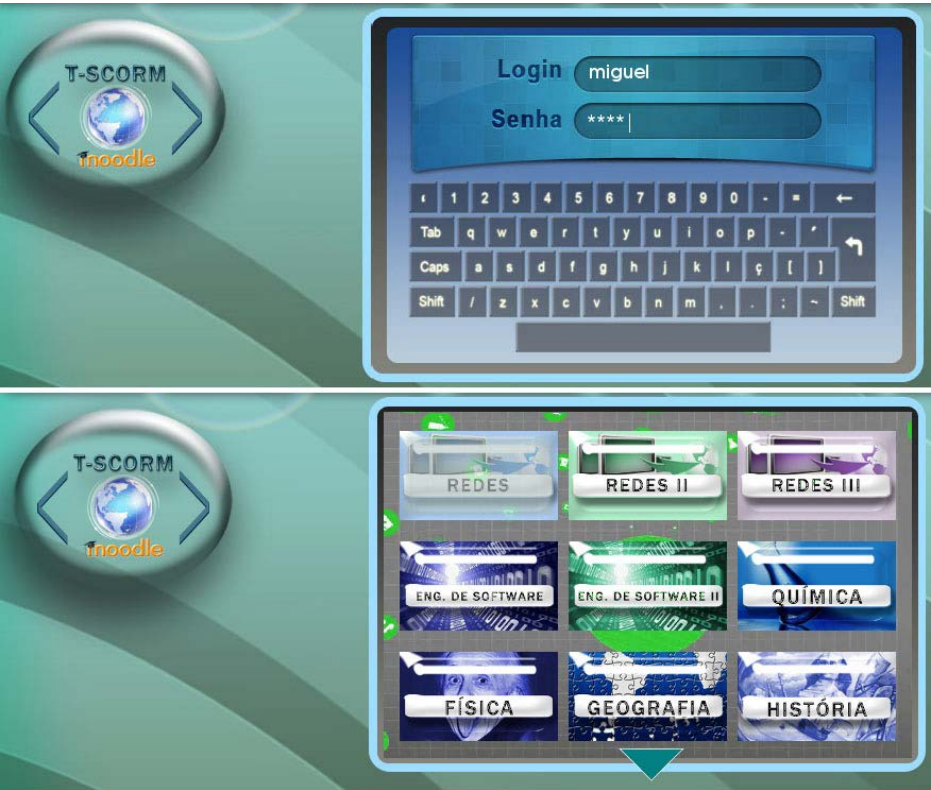 T-SCORM
moodle
Login miguel
Senha ****
1 2 3 4 5 6 7 8 9 0 - = ←
Tab q w e r t y u i o p - ´
Caps a s d f g h j k l ç [ ]
Shift / z x c v b n m , . ; ~ Shift
T-SCORM
moodle
REDES REDES II REDES III
ENG. DE SOFTWARE ENG. DE SOFTWARE II QUÍMICA
FÍSICA GEOGRAFIA HISTÓRIA